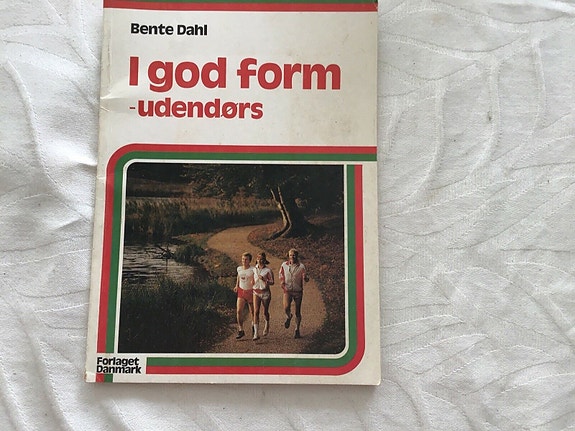 Bente Dahl
I god form
-udendørs
Forlaget
Danmark